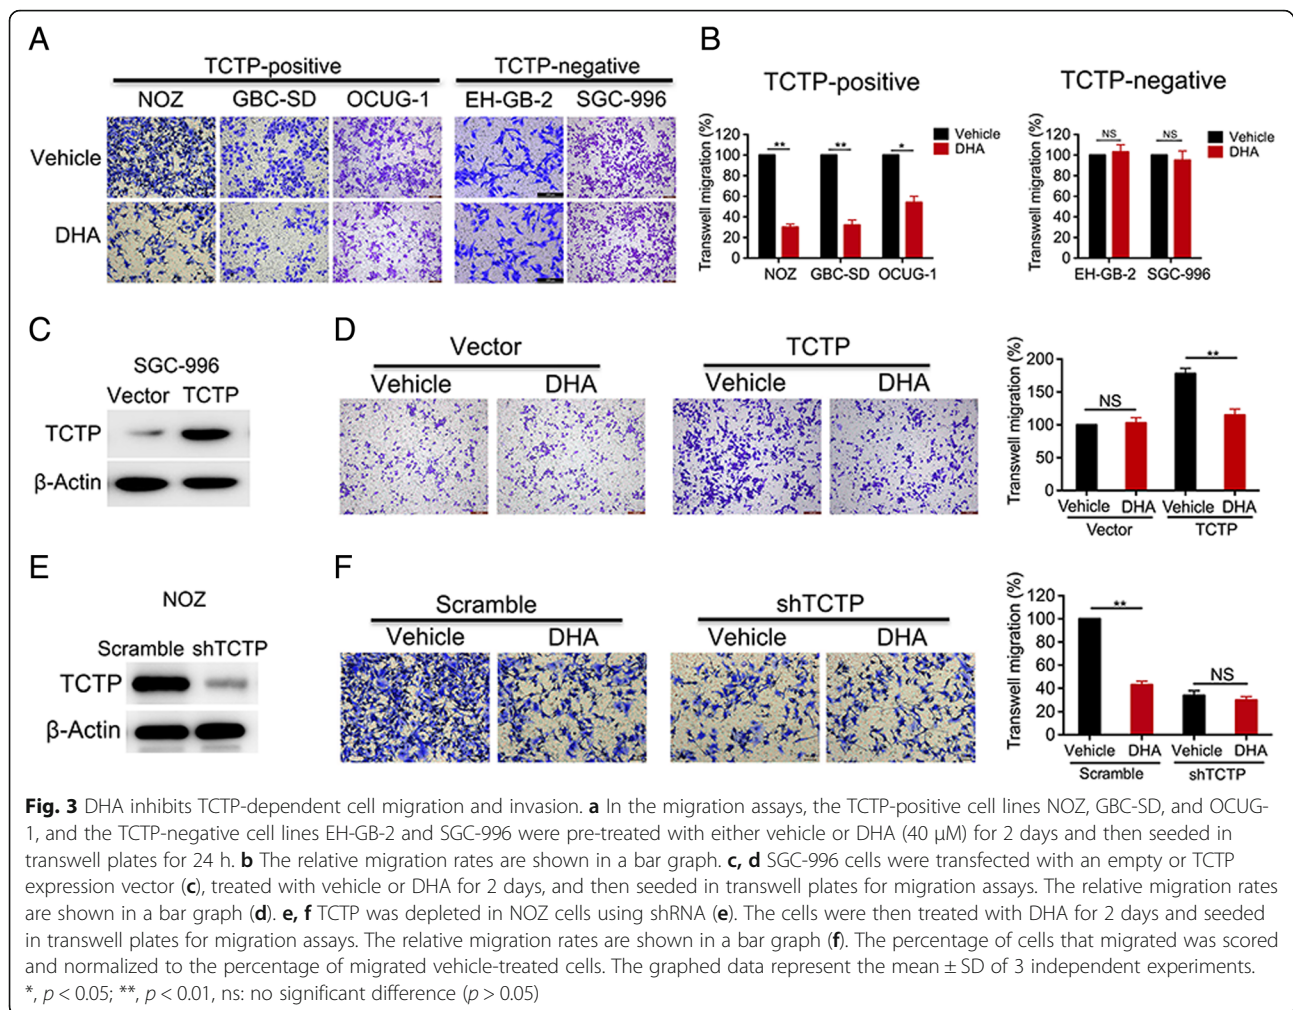 A
TCTP-positive
TCTP-negative
NOZ GBC-SD OCUG-1 EH-GB-2 SGC-996
Vehicle
DHA
B
TCTP-positive
TCTP-negative
Transwell migration (%)
120
100
80
60
40
20
0
** ** *
Vehicle
DHA
NOZ GBC-SD OCUG-1
Transwell migration (%)
120
100
80
60
40
20
0
NS NS
Vehicle
DHA
EH-GB-2 SGC-996
C
SGC-996
Vector TCTP
TCTP
β-Actin
D
Vector
TCTP
Vehicle DHA Vehicle DHA
Transwell migration (%)
200
150
100
50
0
NS **
Vehicle DHA Vehicle DHA
Vector TCTP
E
NOZ
Scramble shTCTP
TCTP
β-Actin
F
Scramble
shTCTP
Vehicle DHA Vehicle DHA
Transwell migration (%)
120
100
80
60
40
20
0
** NS
Vehicle DHA Vehicle DHA
Scramble shTCTP
Fig. 3 DHA inhibits TCTP-dependent cell migration and invasion. a In the migration assays, the TCTP-positive cell lines NOZ, GBC-SD, and OCUG-
1, and the TCTP-negative cell lines EH-GB-2 and SGC-996 were pre-treated with either vehicle or DHA (40 μM) for 2 days and then seeded in
transwell plates for 24 h. b The relative migration rates are shown in a bar graph. c, d SGC-996 cells were transfected with an empty or TCTP
expression vector (c), treated with vehicle or DHA for 2 days, and then seeded in transwell plates for migration assays. The relative migration rates
are shown in a bar graph (d). e, f TCTP was depleted in NOZ cells using shRNA (e). The cells were then treated with DHA for 2 days and seeded
in transwell plates for migration assays. The relative migration rates are shown in a bar graph (f). The percentage of cells that migrated was scored
and normalized to the percentage of migrated vehicle-treated cells. The graphed data represent the mean ± SD of 3 independent experiments.
*, p < 0.05; **, p < 0.01, ns: no significant difference (p > 0.05)